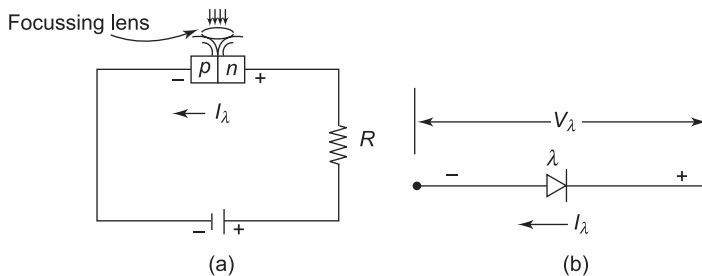 Focussing lens
p n
– +
I_λ
R
– +
(a)
V_λ
λ
– +
I_λ
(b)